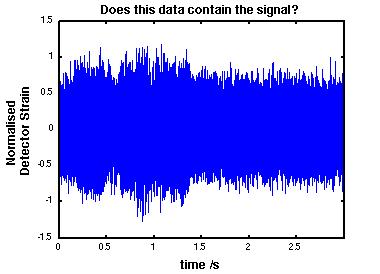 Does this data contain the signal?
1.5
1
0.5
0
-0.5
-1
-1.5
Normalised
Detector Strain
0 0.5 1 1.5 2 2.5
time /s